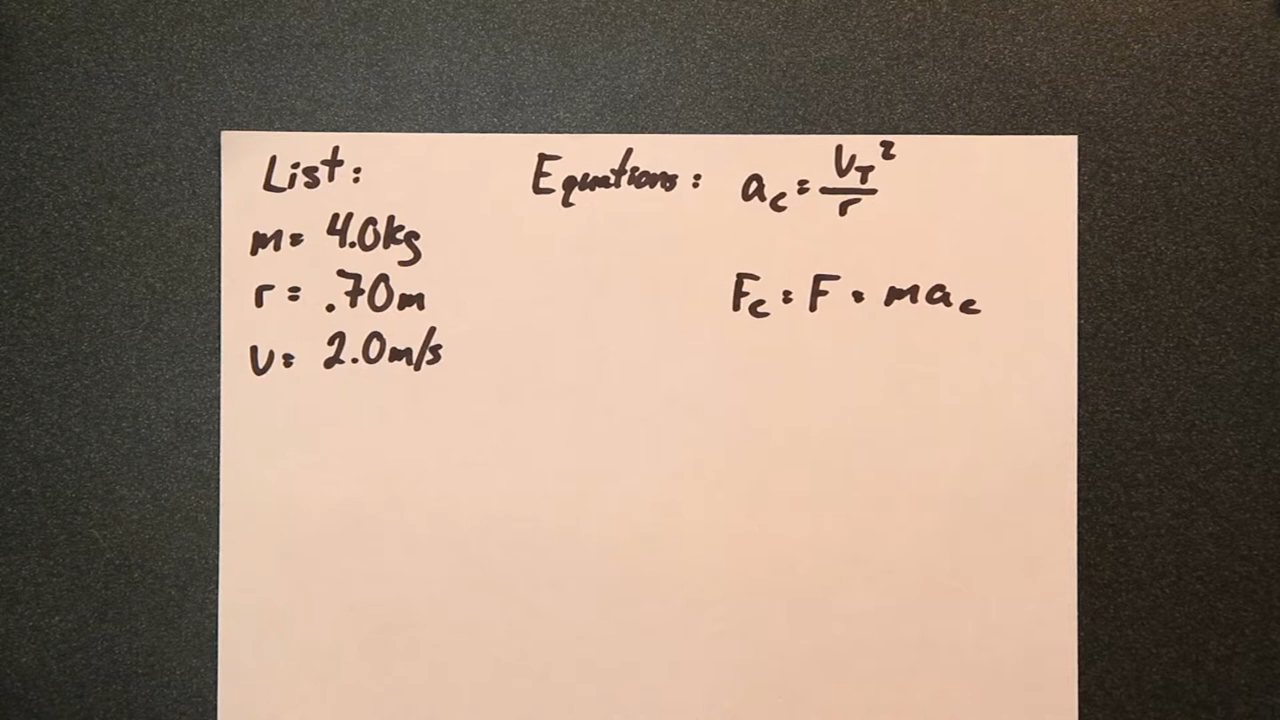 List:
m= 4.0kg
r= .70m
v= 2.0m/s
Equations: a_c = v_T^2 / r
F_c = F = ma_c